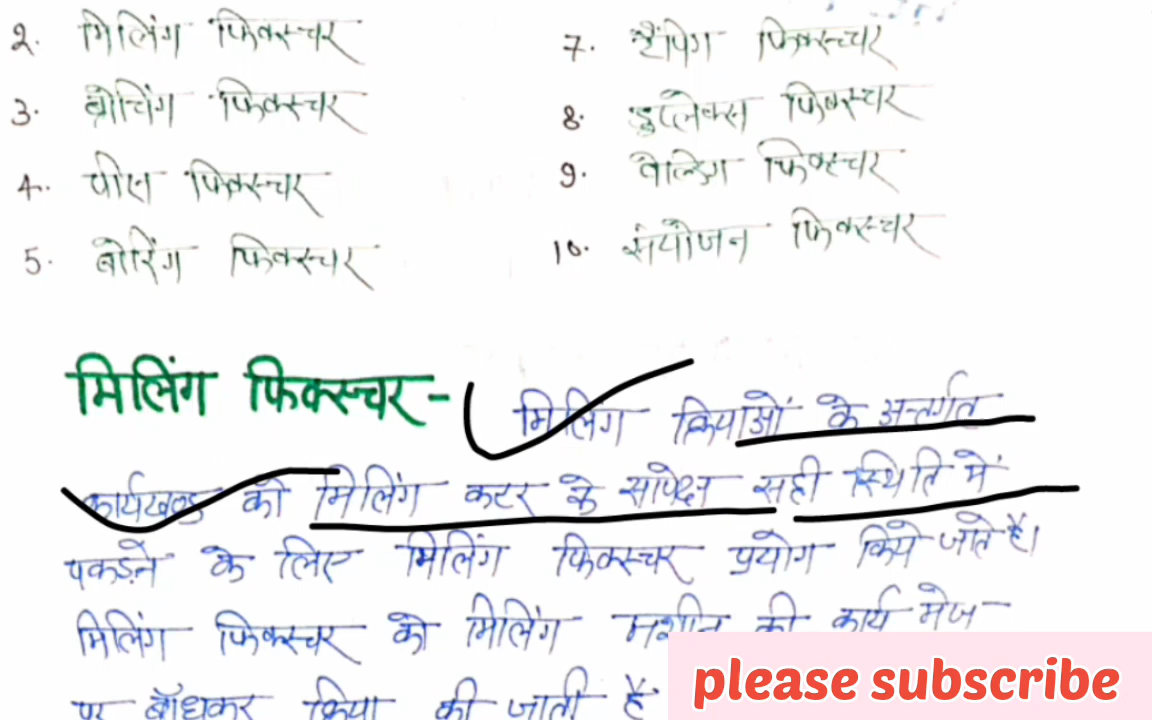 2. मिलिंग फिक्स्चर
3. ब्रोचिंग फिक्स्चर
4. फिक्स्चर
5. बोरिंग फिक्स्चर
7. टैपिंग फिक्स्चर
8. डुप्लेक्स फिक्स्चर
9. वेल्डिंग फिक्स्चर
10. संयोजन फिक्स्चर
मिलिंग फिक्स्चर - मिलिंग क्रियाओं के अन्तर्गत
कार्यखण्ड को मिलिंग कटर के सापेक्ष सही स्थिति में
पकड़ने के लिए मिलिंग फिक्स्चर प्रयोग किये जाते है।
मिलिंग फिक्स्चर को मिलिंग मशीन की कार्य मेज
पर बाँधकर क्रिया की जाती है
please subscribe